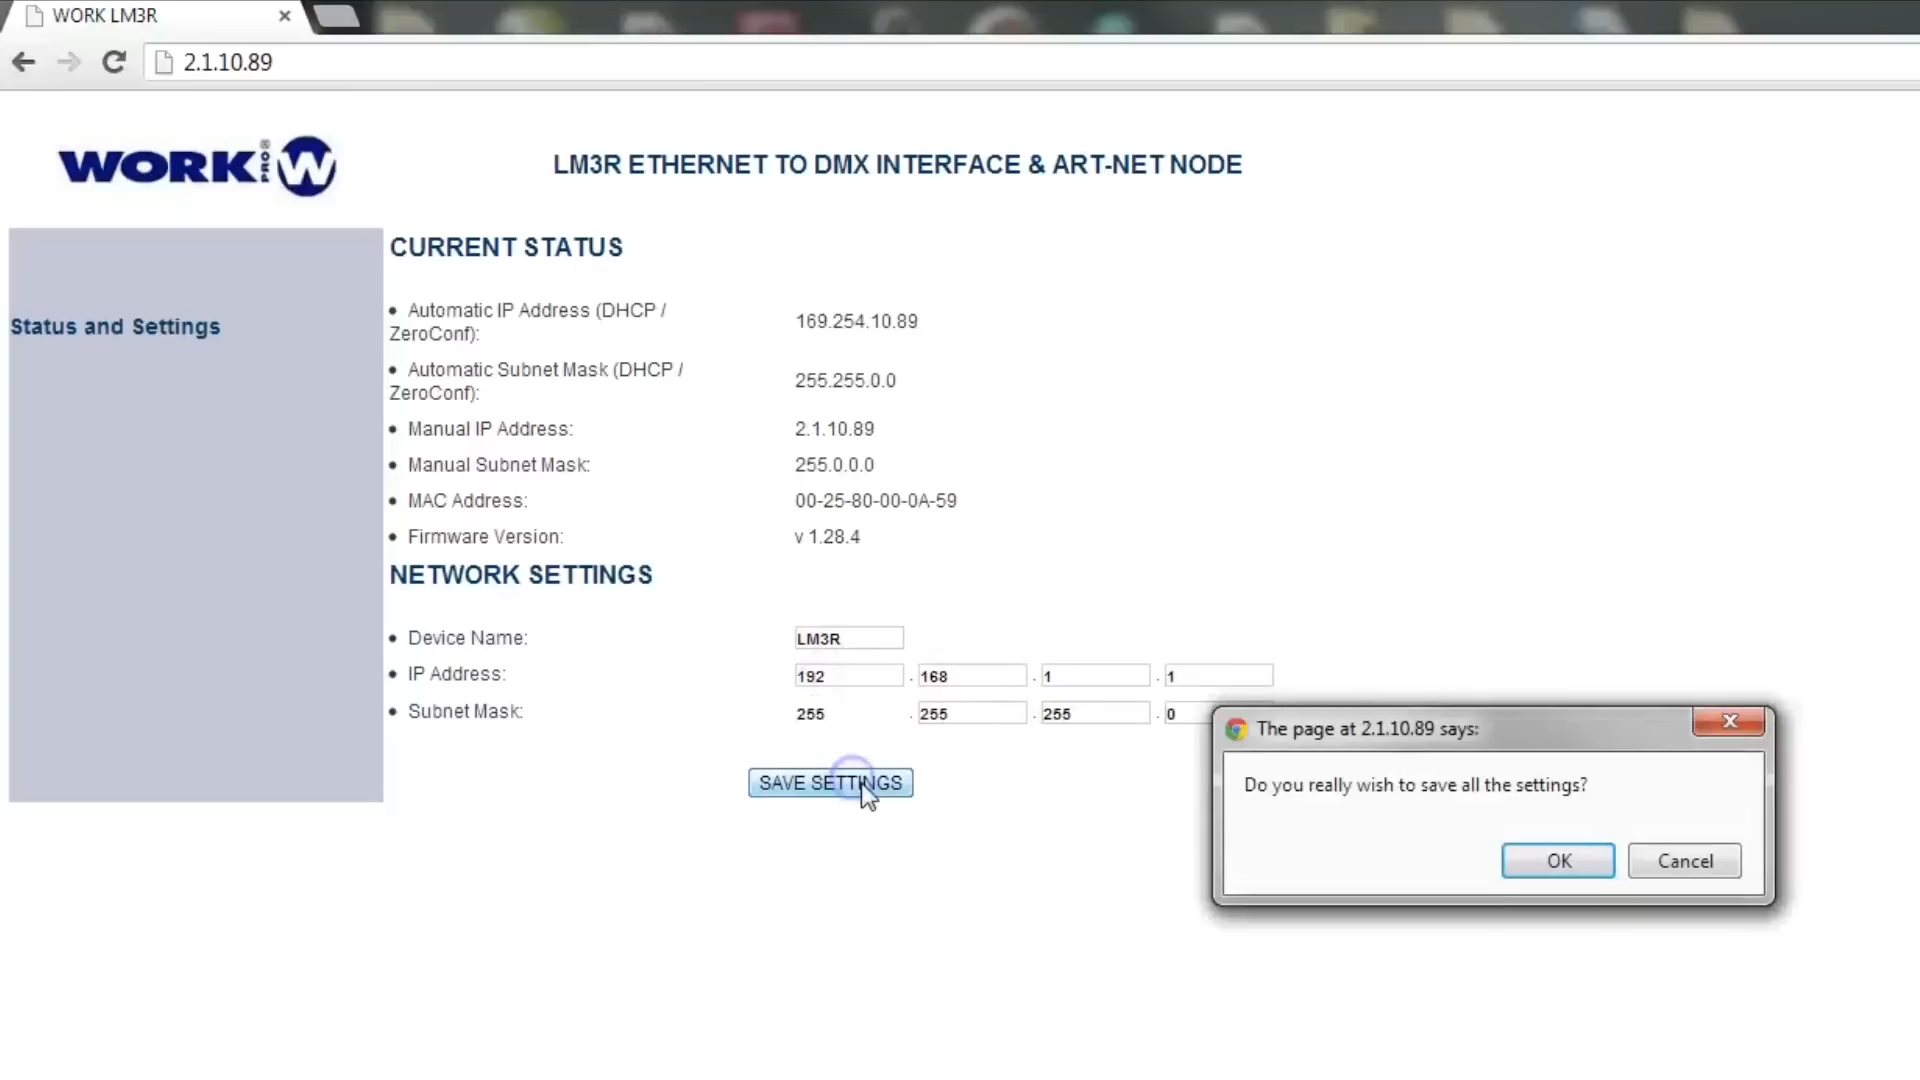 WORK LM3R
2.1.10.89
WORK PRO® W
LM3R ETHERNET TO DMX INTERFACE & ART-NET NODE
Status and Settings
CURRENT STATUS
• Automatic IP Address (DHCP / 
ZeroConf): 169.254.10.89
• Automatic Subnet Mask (DHCP / 
ZeroConf): 255.255.0.0
• Manual IP Address: 2.1.10.89
• Manual Subnet Mask: 255.0.0.0
• MAC Address: 00-25-80-00-0A-59
• Firmware Version: v 1.28.4
NETWORK SETTINGS
• Device Name: LM3R
• IP Address: 192 . 168 . 1 . 1
• Subnet Mask: 255 . 255 . 255 . 0
SAVE SETTINGS
The page at 2.1.10.89 says:
Do you really wish to save all the settings?
OK Cancel